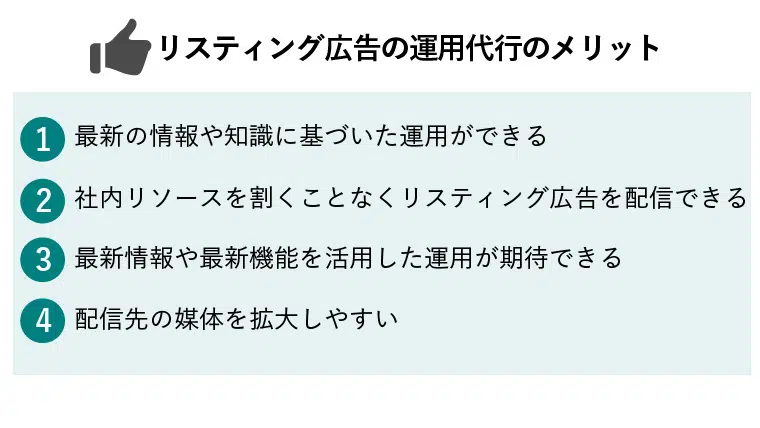 リスティング広告の運用代行のメリット
1 最新の情報や知識に基づいた運用ができる
2 社内リソースを割くことなくリスティング広告を配信できる
3 最新情報や最新機能を活用した運用が期待できる
4 配信先の媒体を拡大しやすい